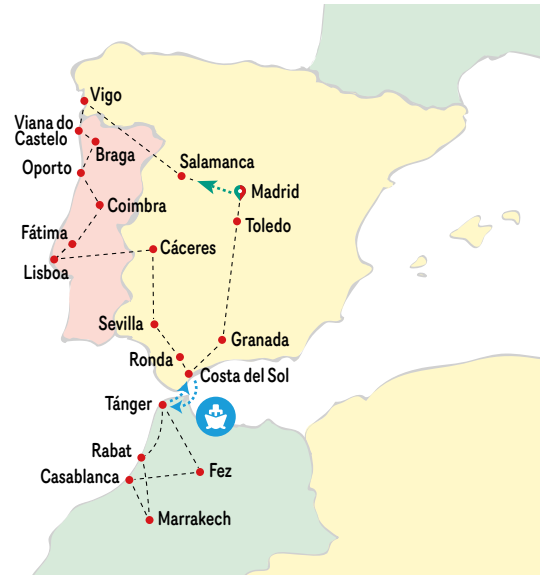 Vigo
Viana do
Castelo
Braga
Salamanca
Oporto
Madrid
Coimbra
Toledo
Fátima
Cáceres
Lisboa
Sevilla
Granada
Ronda
Costa del Sol
Tánger
Rabat
Fez
Casablanca
Marrakech